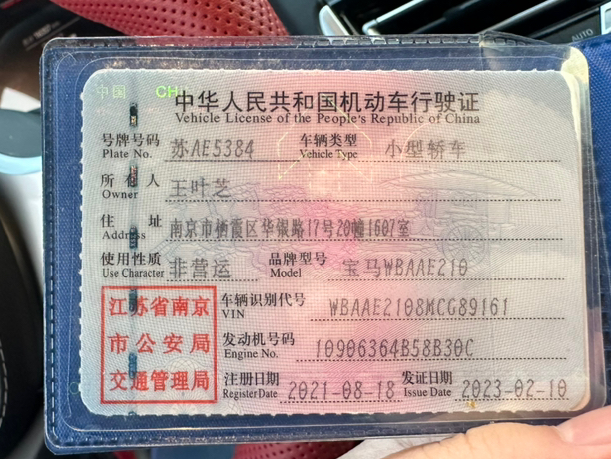 中国 CHI
中华人民共和国机动车行驶证
Vehicle License of the People's Republic of China
号牌号码 苏AE5384 车辆类型 小型轿车
Plate No. Vehicle Type
所有人 王叶芝
Owner
住址 南京市栖霞区华银路17号20幢1607室
Address
使用性质 非营运 品牌型号 宝马WBAAE210
Use Character Model
江苏省南京 车辆识别代号 WBAAE2108MCG89161
VIN
市公安局 发动机号码 10906364B58B30C
Engine No.
交通管理局 注册日期 2021-08-18 发证日期 2023-02-10
Register Date Issue Date
AUTO